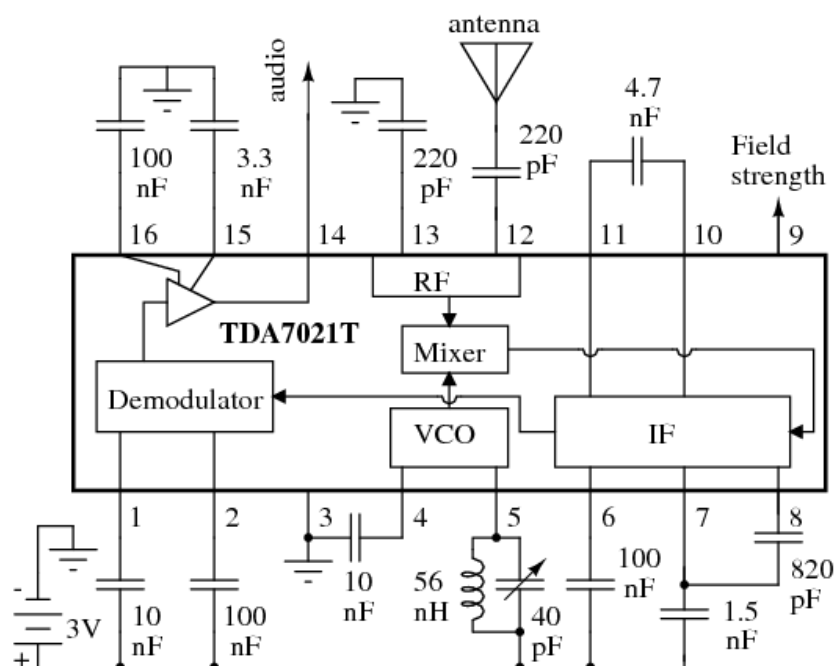 antenna
audio
100
nF
3.3
nF
220
pF
220
pF
4.7
nF
Field
strength
16
15
14
13
12
11
10
9
RF
TDA7021T
Mixer
Demodulator
VCO
IF
1
2
3
4
5
6
7
8
-
3V
+
10
nF
100
nF
10
nF
56
nH
40
pF
100
nF
1.5
nF
820
pF